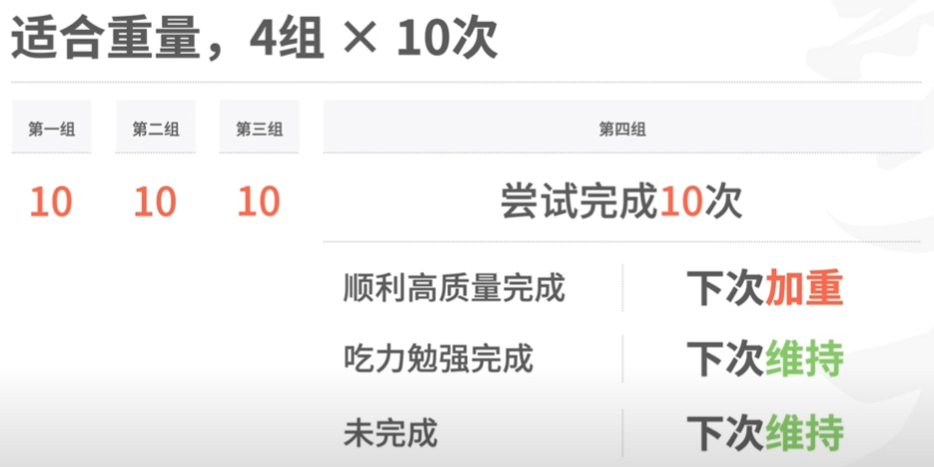 适合重量，4组 × 10次
第一组 第二组 第三组 第四组
10 10 10 尝试完成10次
顺利高质量完成 下次加重
吃力勉强完成 下次维持
未完成 下次维持